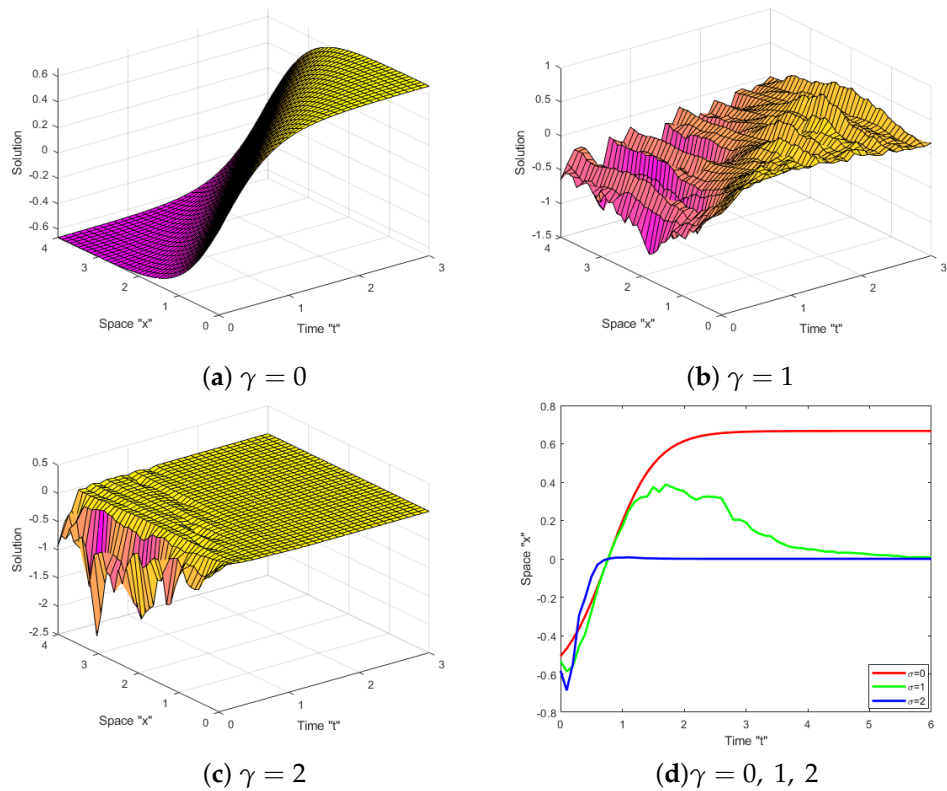 0.6
0.4
0.2
0
-0.2
-0.4
-0.6
Solution
4
3
2
1
0
Space "x"
0
1
2
3
Time "t"
(a) γ = 0
1
0.5
0
-0.5
-1
-1.5
Solution
4
3
2
1
0
Space "x"
0
1
2
3
Time "t"
(b) γ = 1
0.5
0
-0.5
-1
-1.5
-2
-2.5
Solution
4
3
2
1
0
Space "x"
0
1
2
3
Time "t"
(c) γ = 2
0.8
0.6
0.4
0.2
0
-0.2
-0.4
-0.6
-0.8
Space "x"
σ=0
σ=1
σ=2
0 1 2 3 4 5 6
Time "t"
(d)γ = 0, 1, 2